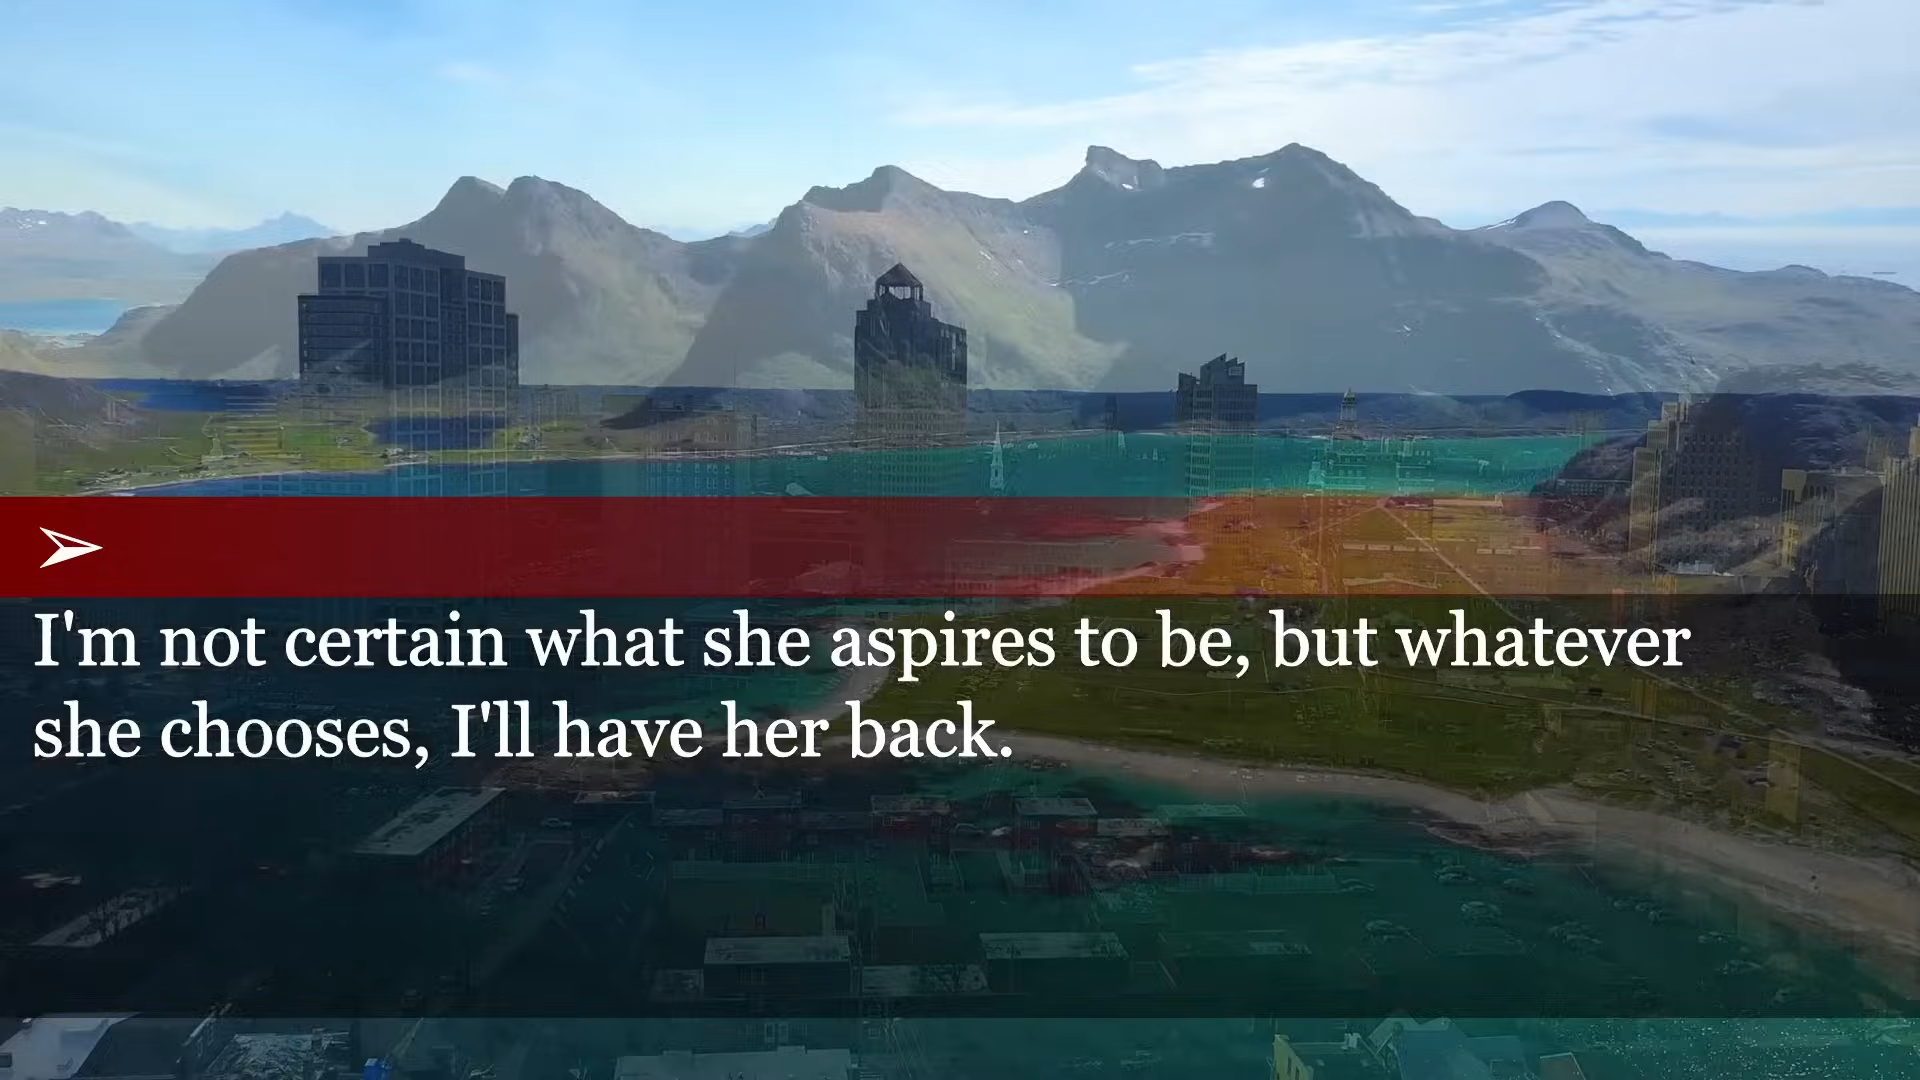 I'm not certain what she aspires to be, but whatever
she chooses, I'll have her back.